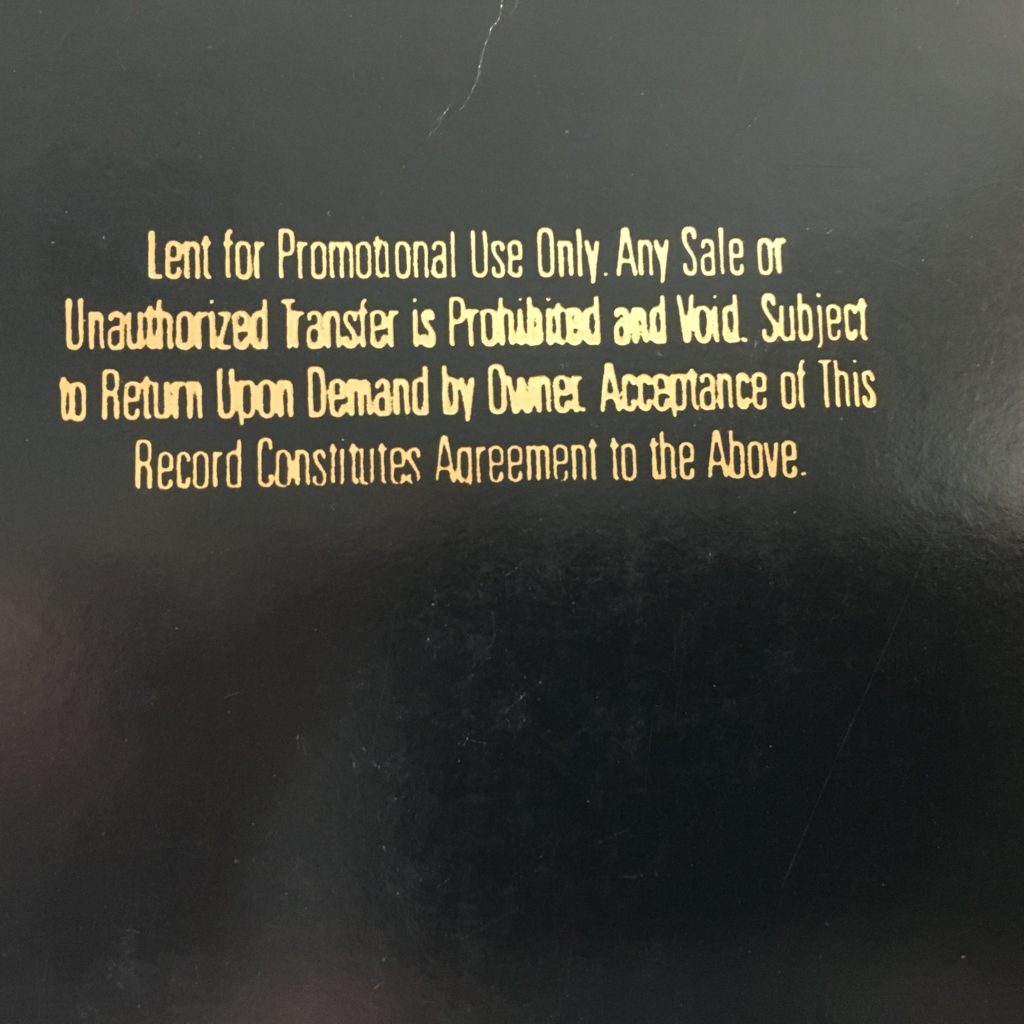 Lent for Promotional Use Only. Any Sale or
Unauthorized Transfer is Prohibited and Void. Subject
to Return Upon Demand by Owner. Acceptance of This
Record Constitutes Agreement to the Above.